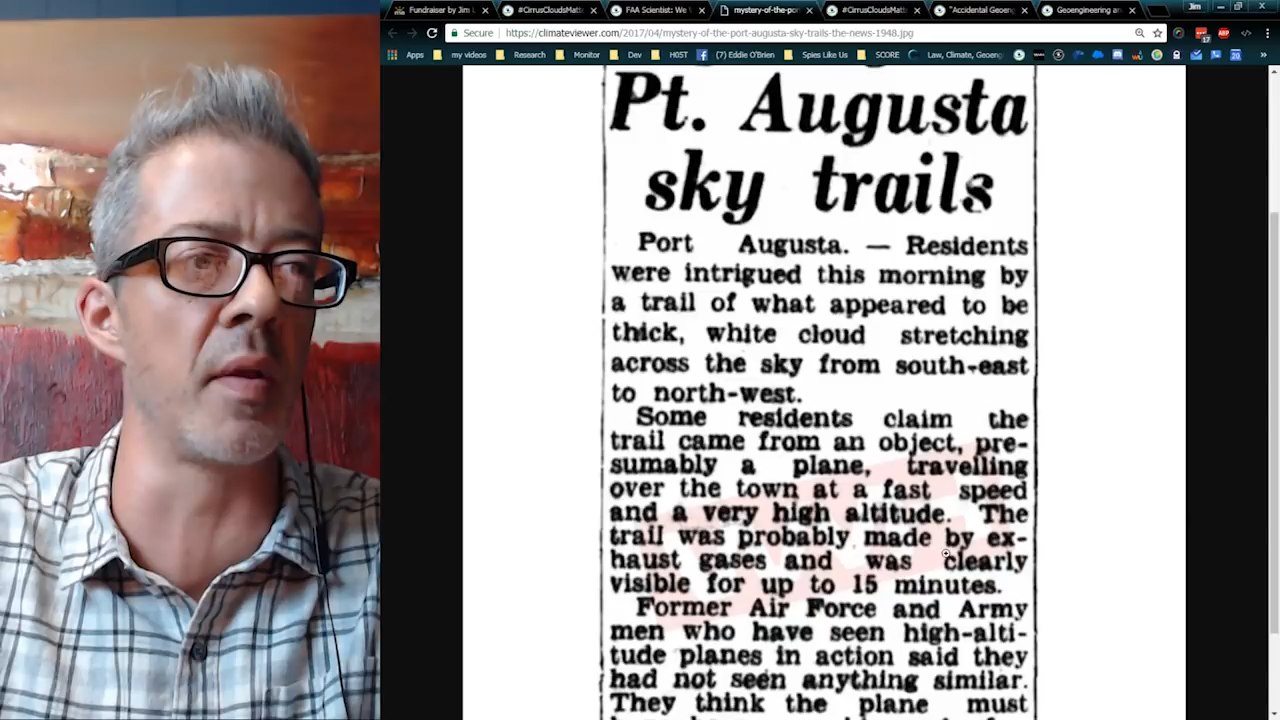 Fundraiser by Jim L
#CirrusCloudsMatt
FAA Scientist: We W
mystery-of-the-port
#CirrusCloudsMatt
"Accidental Geoeng
Geoengineering an
Jim
Secure
https://climateviewer.com/2017/04/mystery-of-the-port-augusta-sky-trails-the-news-1948.jpg
Apps
my videos
Research
Monitor
Dev
H05T
(7) Eddie O'Brien
Spies Like Us
SCORE
Law, Climate, Geoeng
Pt. Augusta
sky trails
Port Augusta. — Residents
were intrigued this morning by
a trail of what appeared to be
thick, white cloud stretching
across the sky from south-east
to north-west.
Some residents claim the
trail came from an object, pre-
sumably a plane, travelling
over the town at a fast speed
and a very high altitude. The
trail was probably made by ex-
haust gases and was clearly
visible for up to 15 minutes.
Former Air Force and Army
men who have seen high-alti-
tude planes in action said they
had not seen anything similar.
They think the plane must